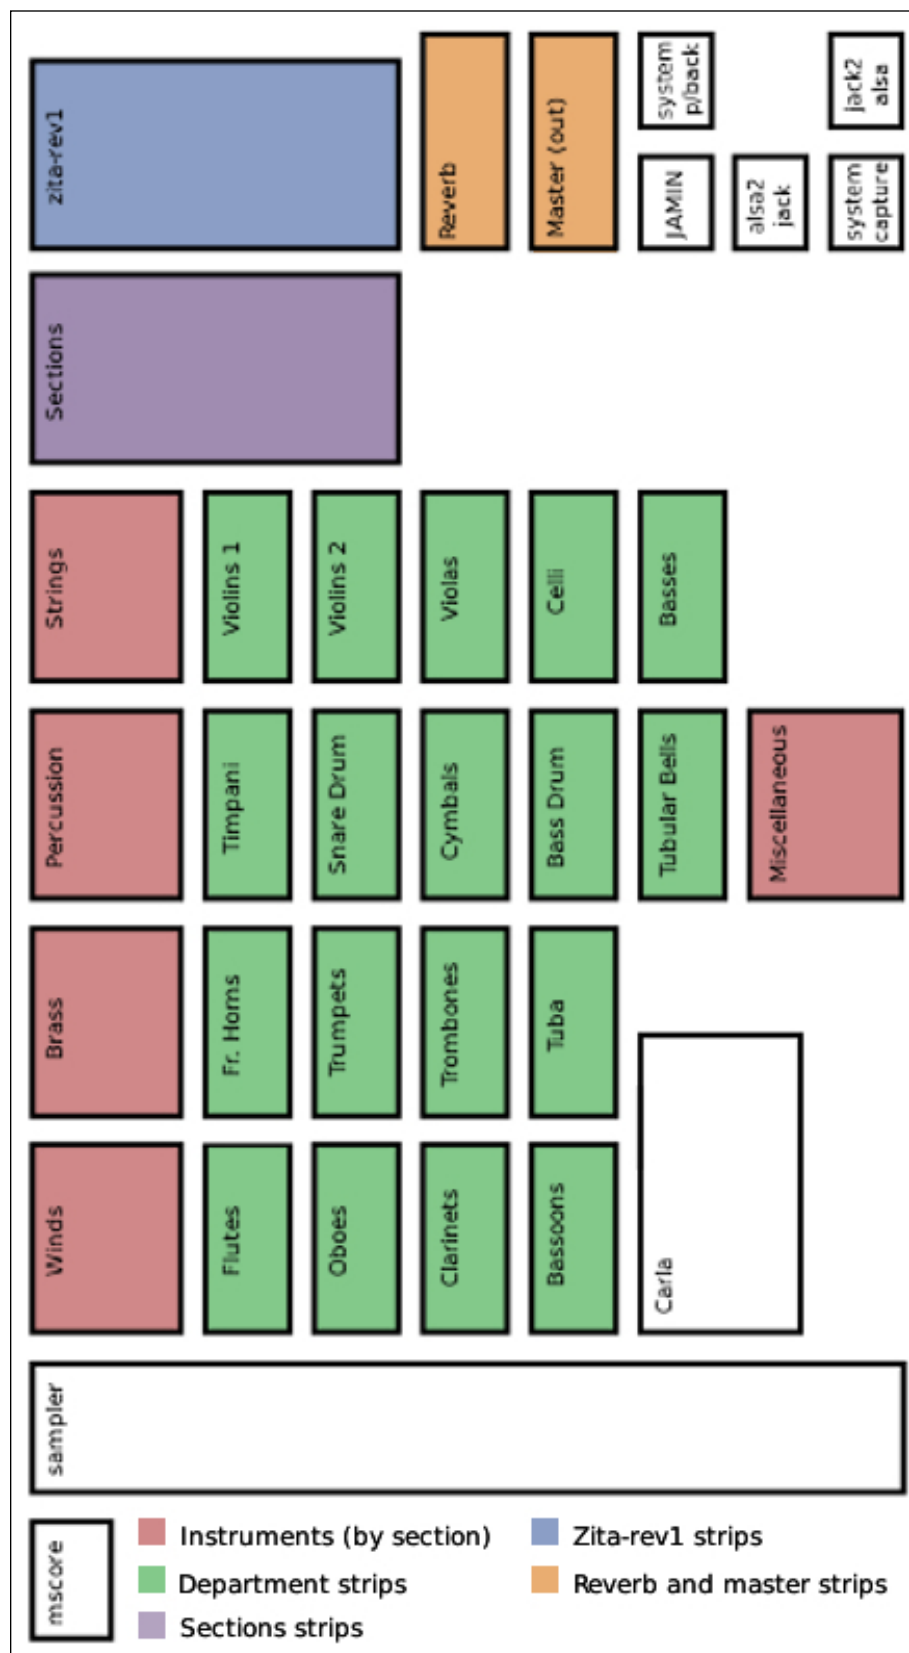 zita-rev1
Reverb
Master (out)
system
p/back
jack2
alsa
JAMIN
alsa2
jack
system
capture
Sections
Strings
Violins 1
Violins 2
Violas
Celli
Basses
Percussion
Timpani
Snare Drum
Cymbals
Bass Drum
Tubular Bells
Miscellaneous
Brass
Fr. Horns
Trumpets
Trombones
Tuba
Winds
Flutes
Oboes
Clarinets
Bassoons
Carla
sampler
mscore
Instruments (by section)
Department strips
Sections strips
Zita-rev1 strips
Reverb and master strips